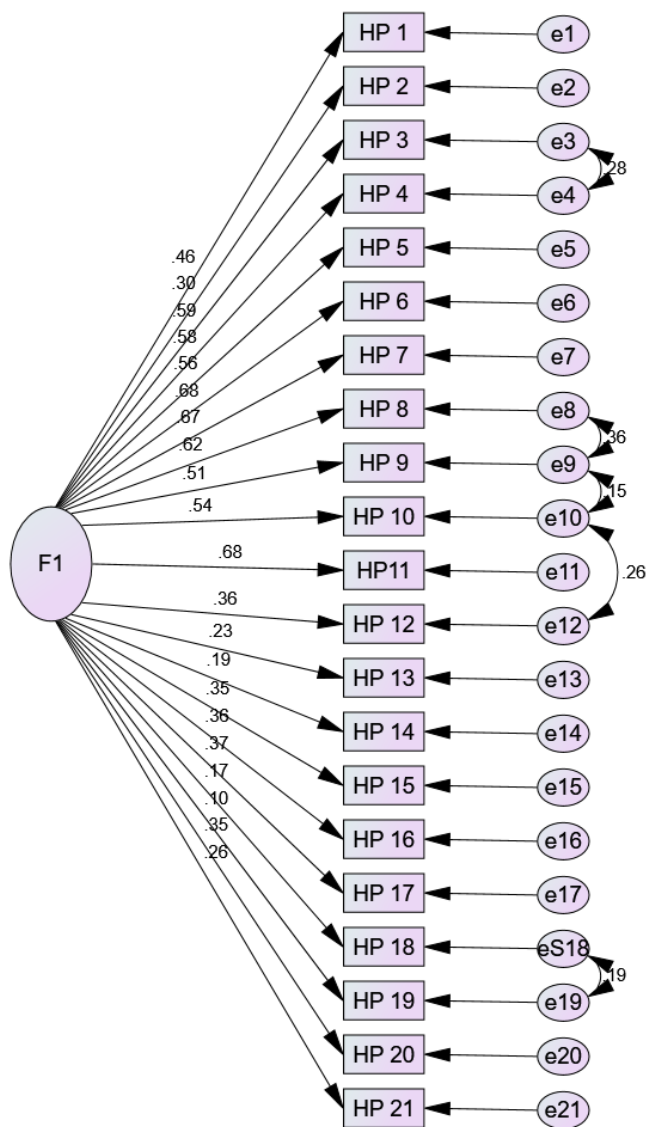 HP 1 e1
HP 2 e2
HP 3 e3
.28
HP 4 e4
HP 5 e5
.46
.30
HP 6 e6
.59
.58
HP 7 e7
.56
.68
HP 8 e8
.67
.36
.62
HP 9 e9
.51
.15
.54
HP 10 e10
.68
F1 HP11 e11 .26
.36
HP 12 e12
.23
.19
HP 13 e13
.35
.36
HP 14 e14
.37
.17
HP 15 e15
.10
.35
HP 16 e16
.26
HP 17 e17
HP 18 eS18
.19
HP 19 e19
HP 20 e20
HP 21 e21